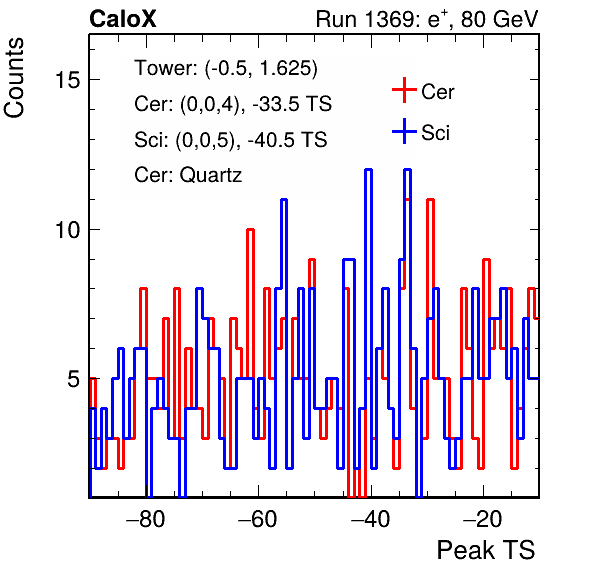 CaloX Run 1369: e⁺, 80 GeV
Counts
Tower: (-0.5, 1.625)
Cer: (0,0,4), -33.5 TS
Sci: (0,0,5), -40.5 TS
Cer: Quartz
Cer
Sci
15
10
5
−80 −60 −40 −20
Peak TS